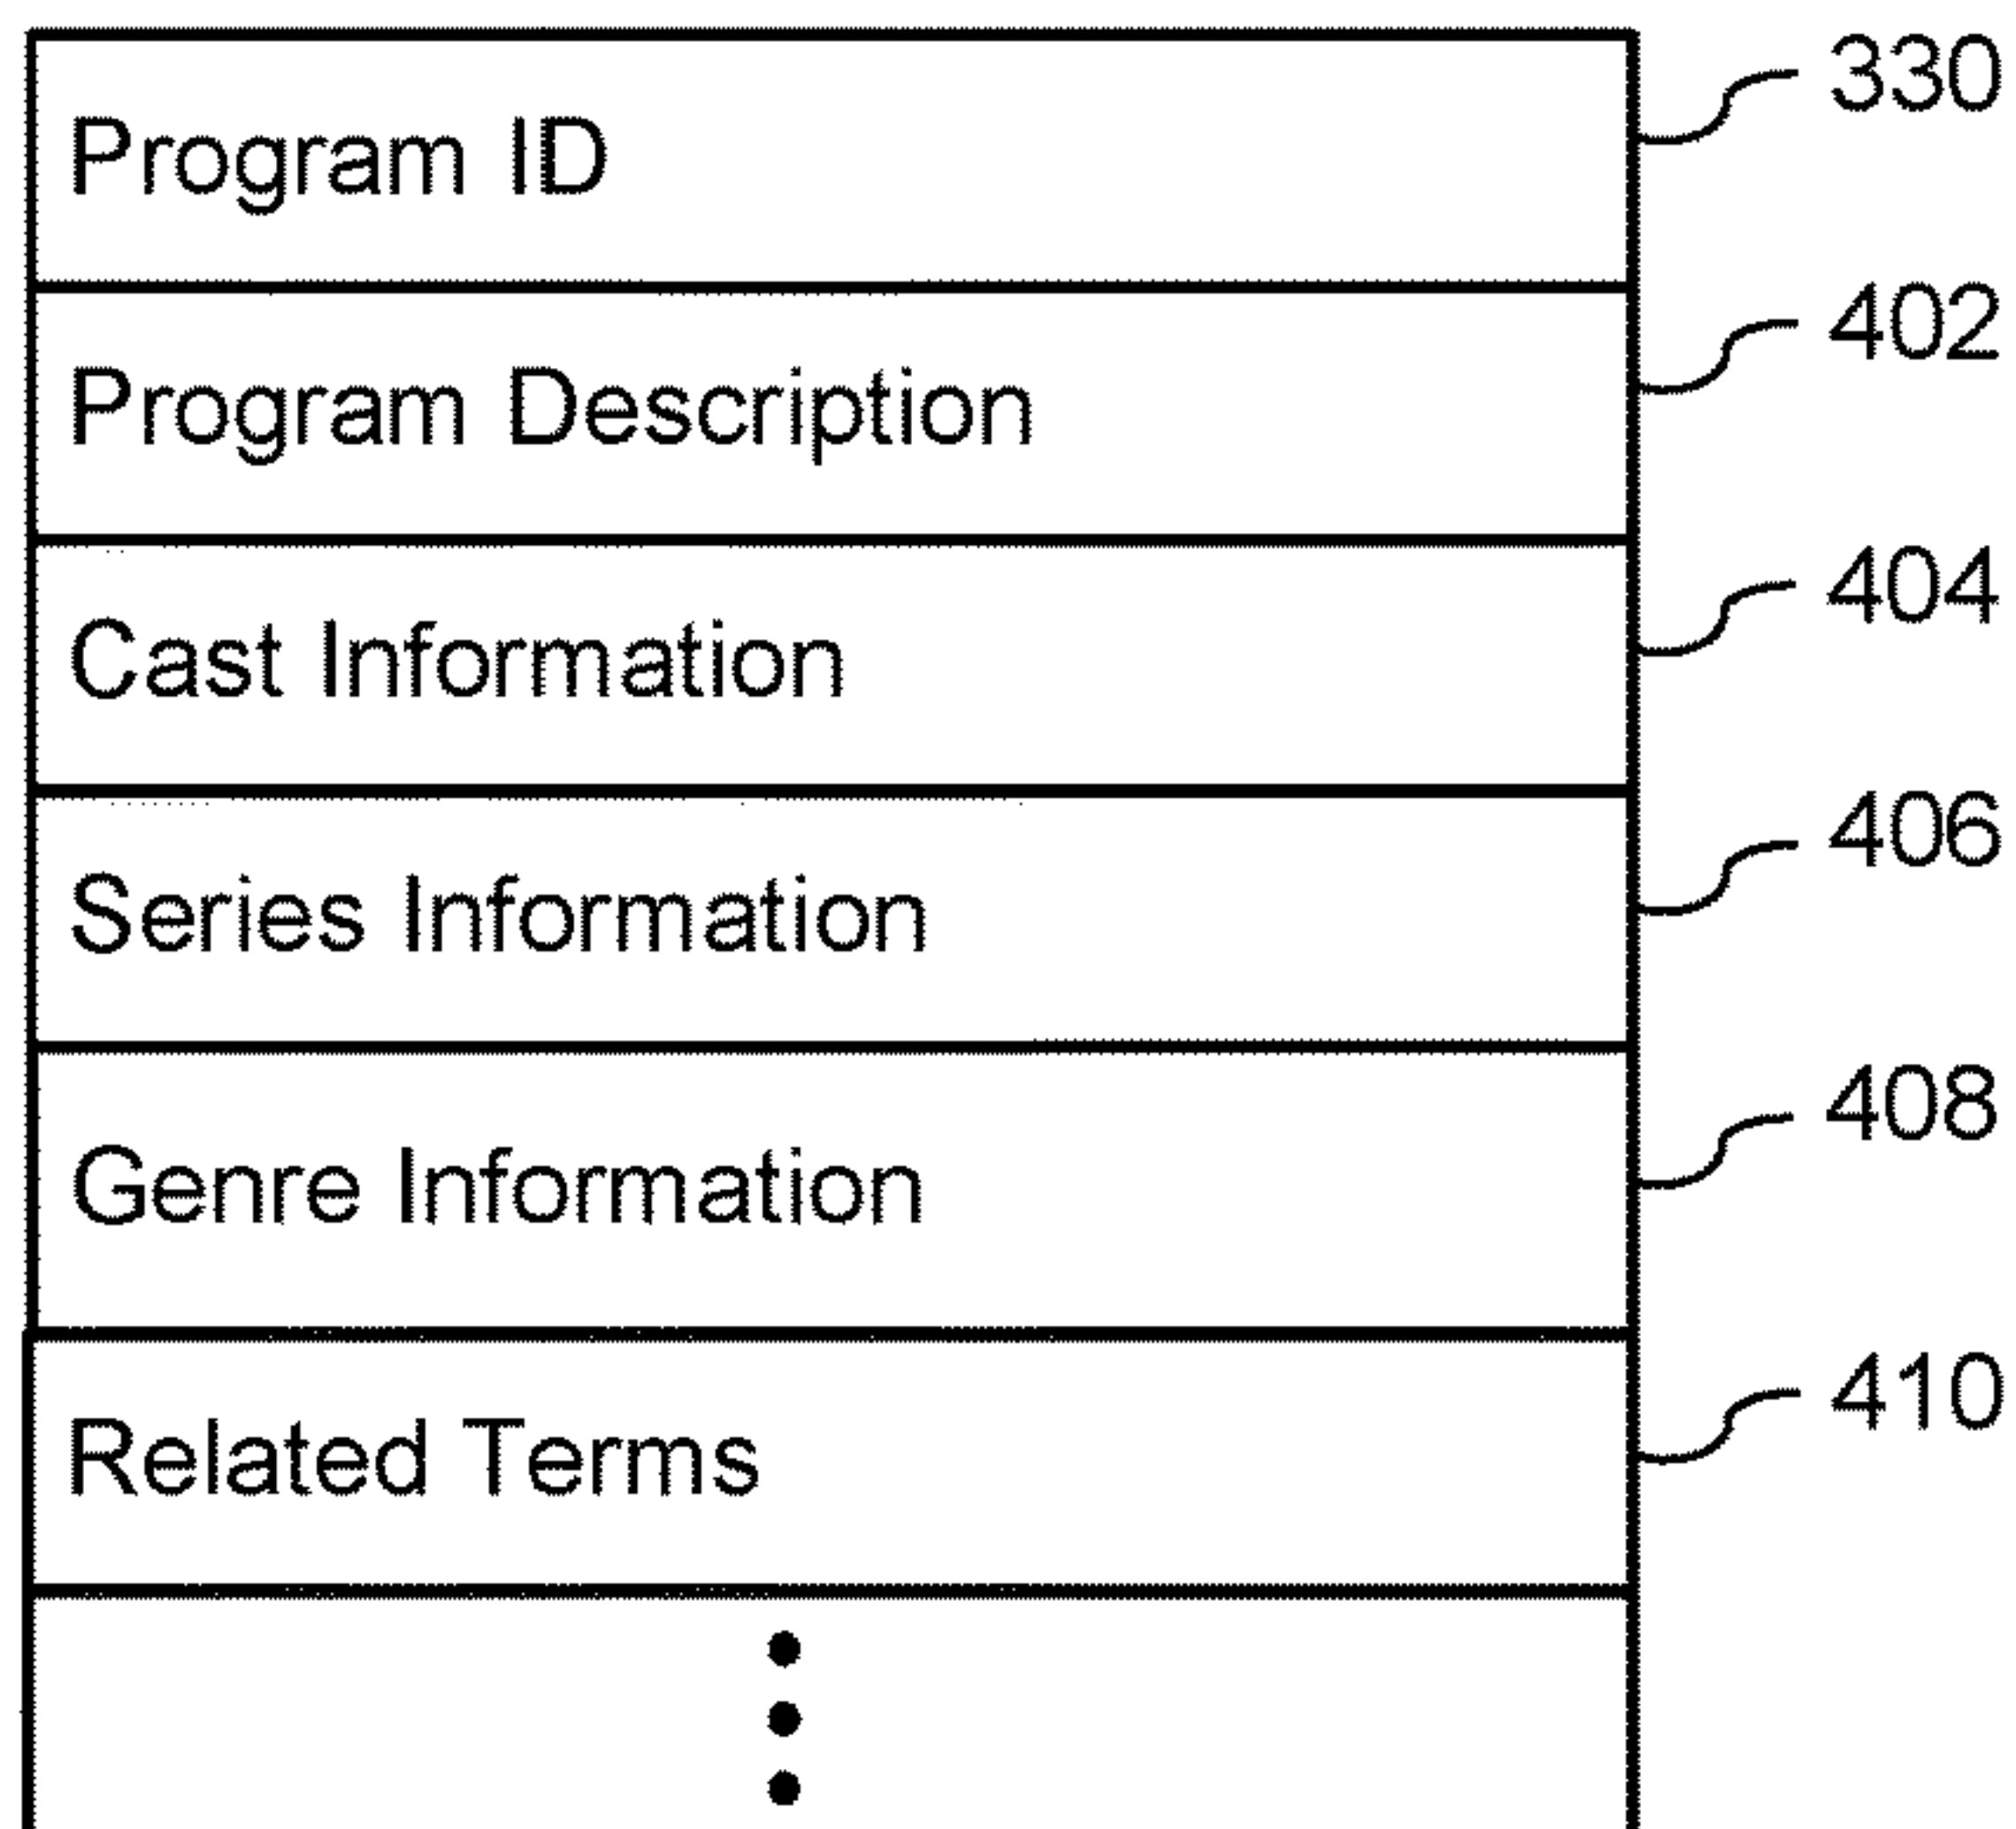 Program ID 330
Program Description 402
Cast Information 404
Series Information 406
Genre Information 408
Related Terms 410